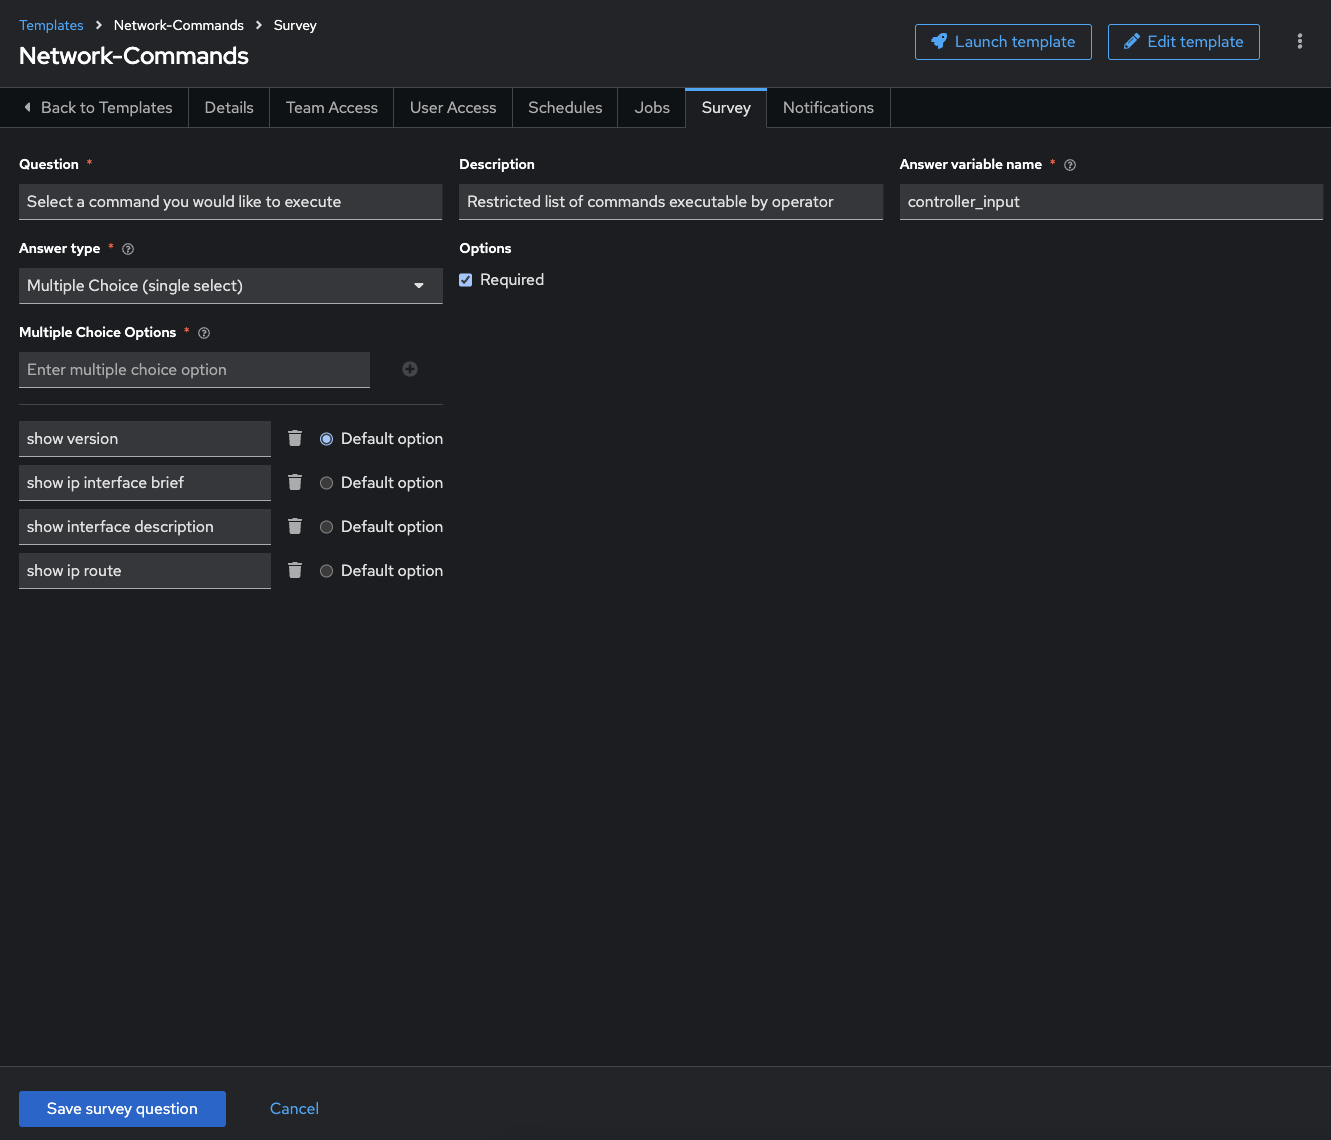 Templates > Network-Commands > Survey
Network-Commands
Launch template
Edit template
Back to Templates
Details
Team Access
User Access
Schedules
Jobs
Survey
Notifications
Question *
Description
Answer variable name *
Select a command you would like to execute
Restricted list of commands executable by operator
controller_input
Answer type *
Options
Multiple Choice (single select)
Required
Multiple Choice Options *
Enter multiple choice option
show version
Default option
show ip interface brief
Default option
show interface description
Default option
show ip route
Default option
Save survey question
Cancel